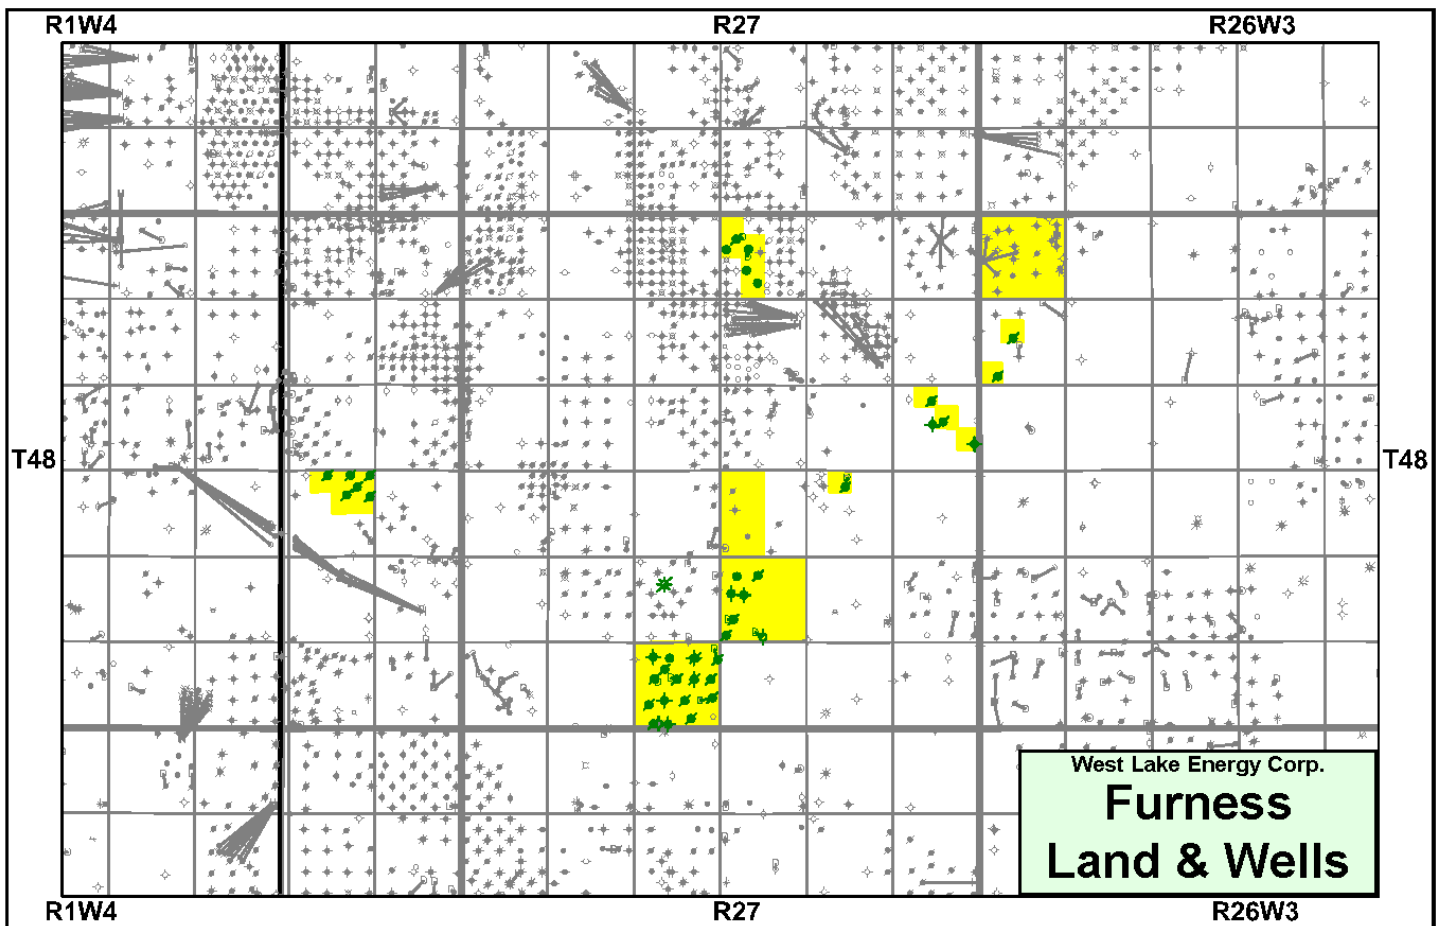 R1W4 R27 R26W3
T48 T48
West Lake Energy Corp.
Furness
Land & Wells
R1W4 R27 R26W3